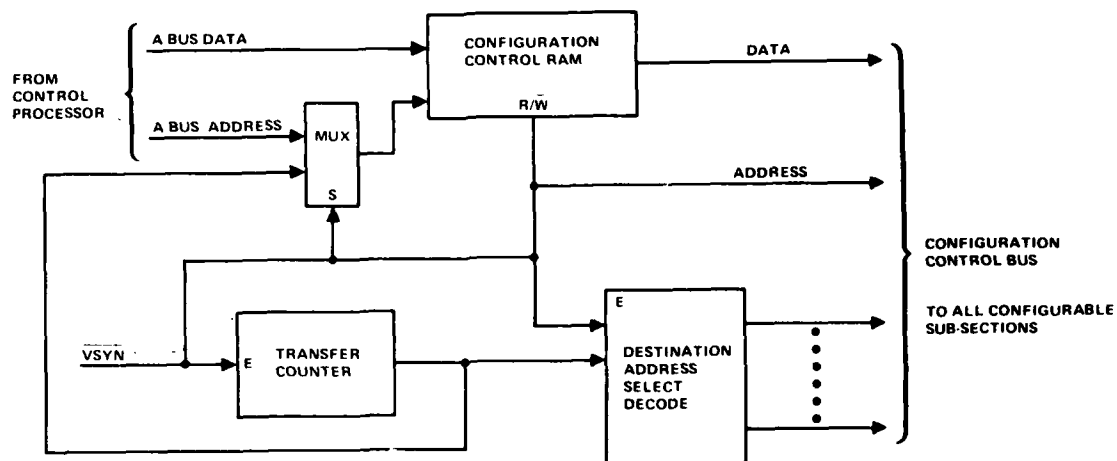 A BUS DATA
CONFIGURATION
CONTROL RAM
R/W̅
DATA
FROM
CONTROL
PROCESSOR
A BUS ADDRESS
MUX
S
ADDRESS
CONFIGURATION
CONTROL BUS
E
TO ALL CONFIGURABLE
SUB-SECTIONS
V̅S̅Y̅N̅
E
TRANSFER
COUNTER
DESTINATION
ADDRESS
SELECT
DECODE